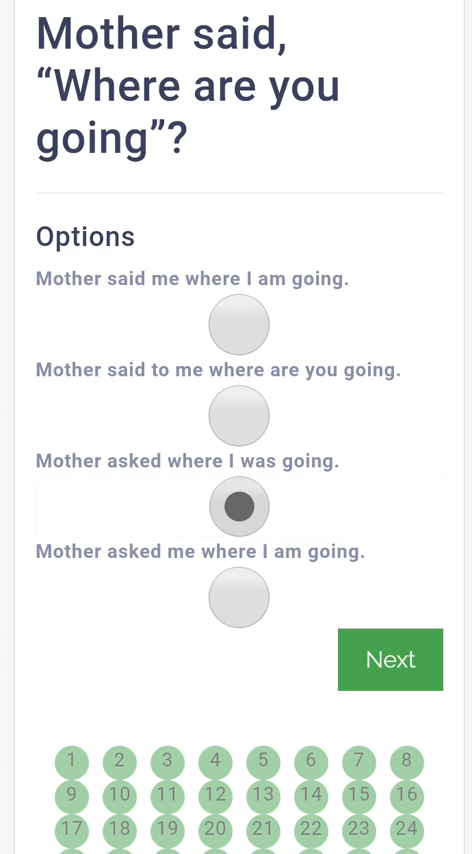 Mother said,
“Where are you
going”?
Options
Mother said me where I am going.
Mother said to me where are you going.
Mother asked where I was going.
Mother asked me where I am going.
Next
1 2 3 4 5 6 7 8
9 10 11 12 13 14 15 16
17 18 19 20 21 22 23 24